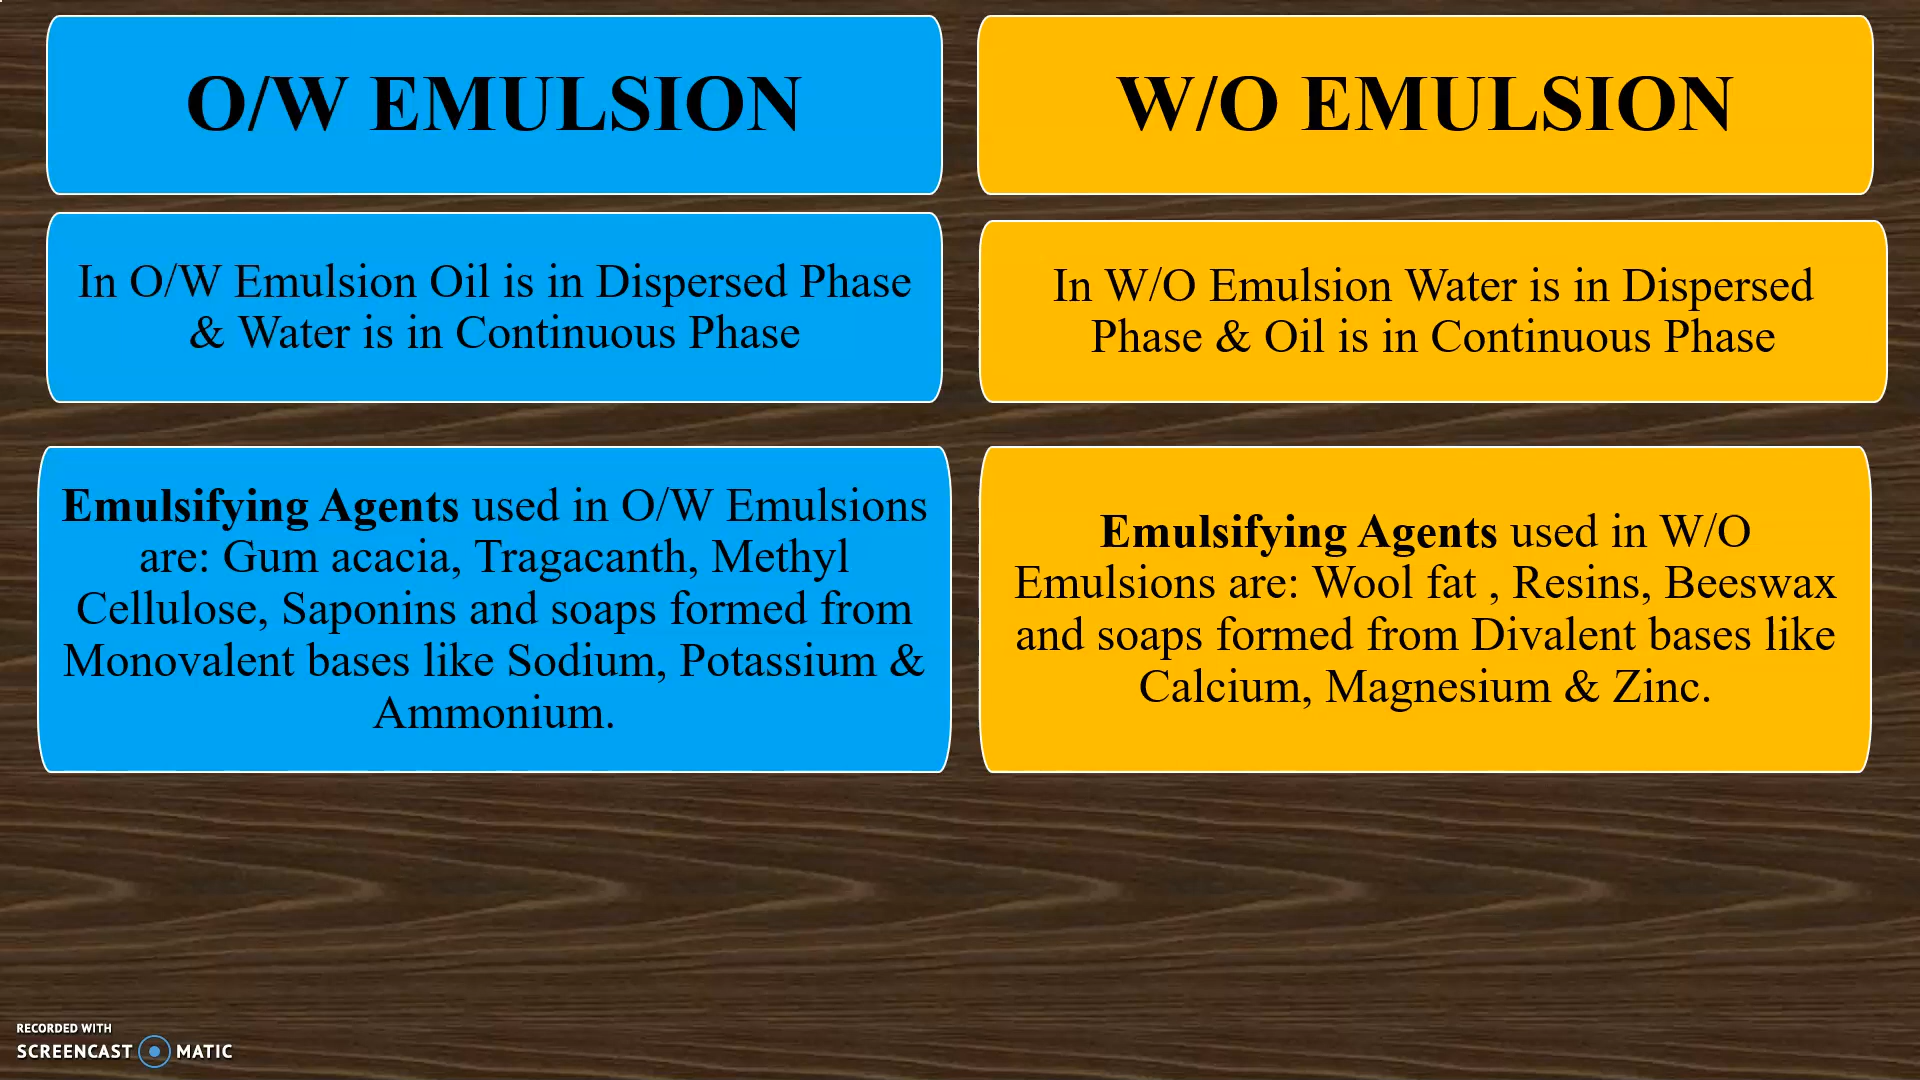 O/W EMULSION
W/O EMULSION
In O/W Emulsion Oil is in Dispersed Phase
& Water is in Continuous Phase
In W/O Emulsion Water is in Dispersed
Phase & Oil is in Continuous Phase
Emulsifying Agents used in O/W Emulsions
are: Gum acacia, Tragacanth, Methyl
Cellulose, Saponins and soaps formed from
Monovalent bases like Sodium, Potassium &
Ammonium.
Emulsifying Agents used in W/O
Emulsions are: Wool fat , Resins, Beeswax
and soaps formed from Divalent bases like
Calcium, Magnesium & Zinc.
RECORDED WITH
SCREENCAST MATIC